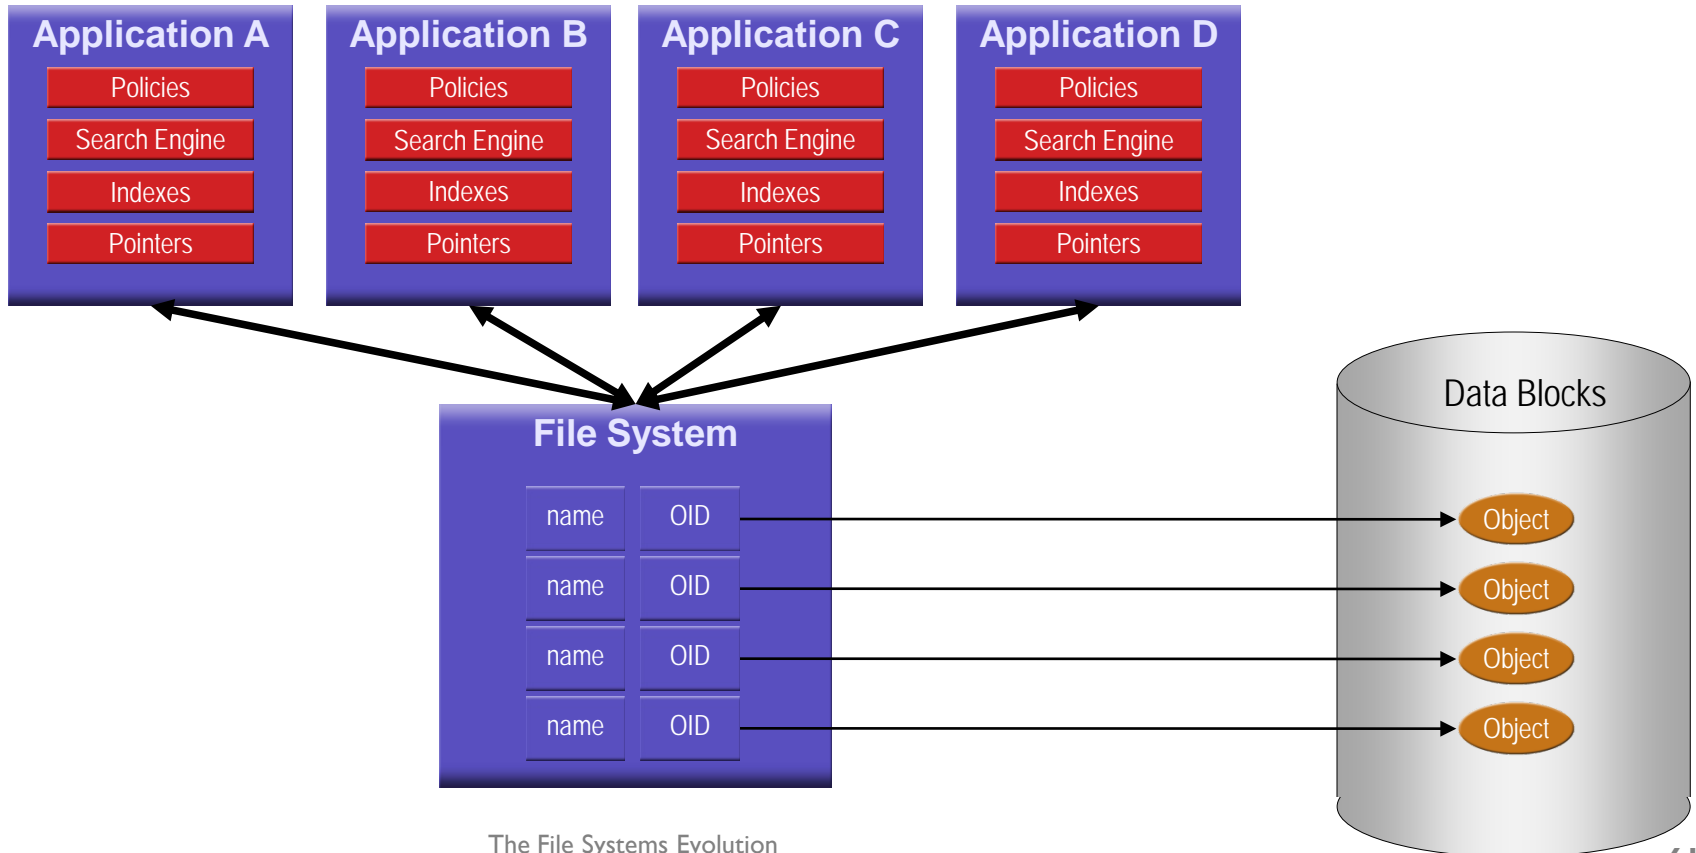 Application A
Application B
Application C
Application D
Policies
Policies
Policies
Policies
Search Engine
Search Engine
Search Engine
Search Engine
Indexes
Indexes
Indexes
Indexes
Pointers
Pointers
Pointers
Pointers
Data Blocks
File System
name
OID
Object
name
OID
Object
name
OID
Object
name
OID
Object
The File Systems Evolution